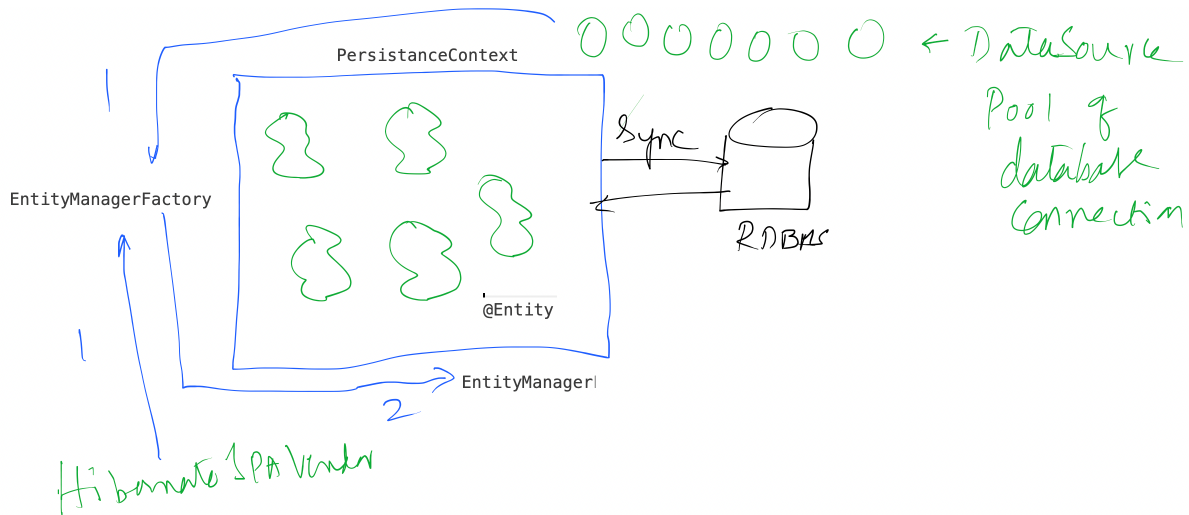 PersistanceContext
← DataSource
Pool of
database
connection
1
Sync
EntityManagerFactory
RDBMS
@Entity
1
EntityManager
2
Hibernate JPA Vendor